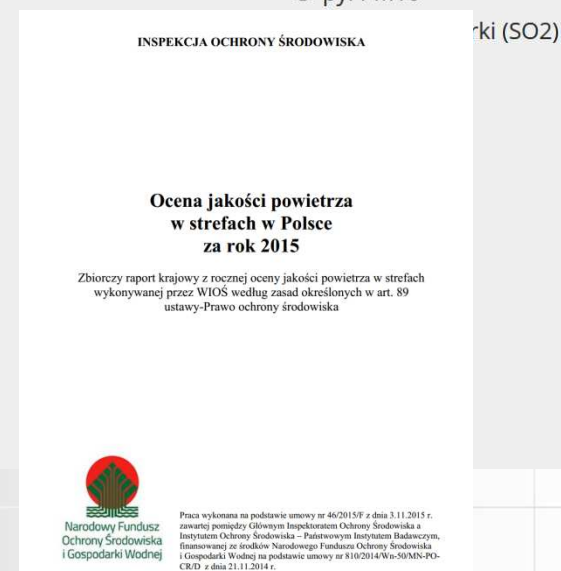 rki (SO2)
INSPEKCJA OCHRONY ŚRODOWISKA
Ocena jakości powietrza
w strefach w Polsce
za rok 2015
Zbiorczy raport krajowy z rocznej oceny jakości powietrza w strefach
wykonywanej przez WIOŚ według zasad określonych w art. 89
ustawy-Prawo ochrony środowiska
Narodowy Fundusz
Ochrony Środowiska
i Gospodarki Wodnej
Praca wykonana na podstawie umowy nr 46/2015/F z dnia 3.11.2015 r.
zawartej pomiędzy Głównym Inspektoratem Ochrony Środowiska a
Instytutem Ochrony Środowiska – Państwowym Instytutem Badawczym,
finansowanej ze środków Narodowego Funduszu Ochrony Środowiska
i Gospodarki Wodnej na podstawie umowy nr 810/2014/Wn-50/MN-PO-
CR/D z dnia 21.11.2014 r.